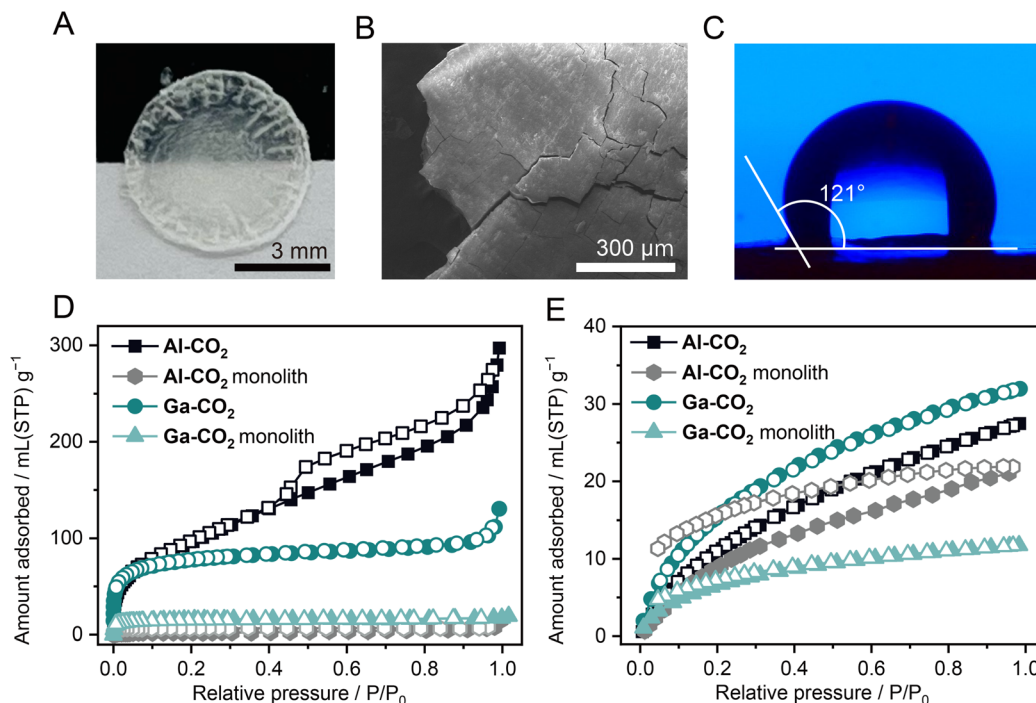 A
B
C
3 mm
300 µm
121°
D
E
Amount adsorbed / mL(STP) g⁻¹
300
200
100
0
Al-CO₂
Al-CO₂ monolith
Ga-CO₂
Ga-CO₂ monolith
0.0 0.2 0.4 0.6 0.8 1.0
Relative pressure / P/P₀
Amount adsorbed / mL(STP) g⁻¹
40
30
20
10
0
Al-CO₂
Al-CO₂ monolith
Ga-CO₂
Ga-CO₂ monolith
0.0 0.2 0.4 0.6 0.8 1.0
Relative pressure / P/P₀